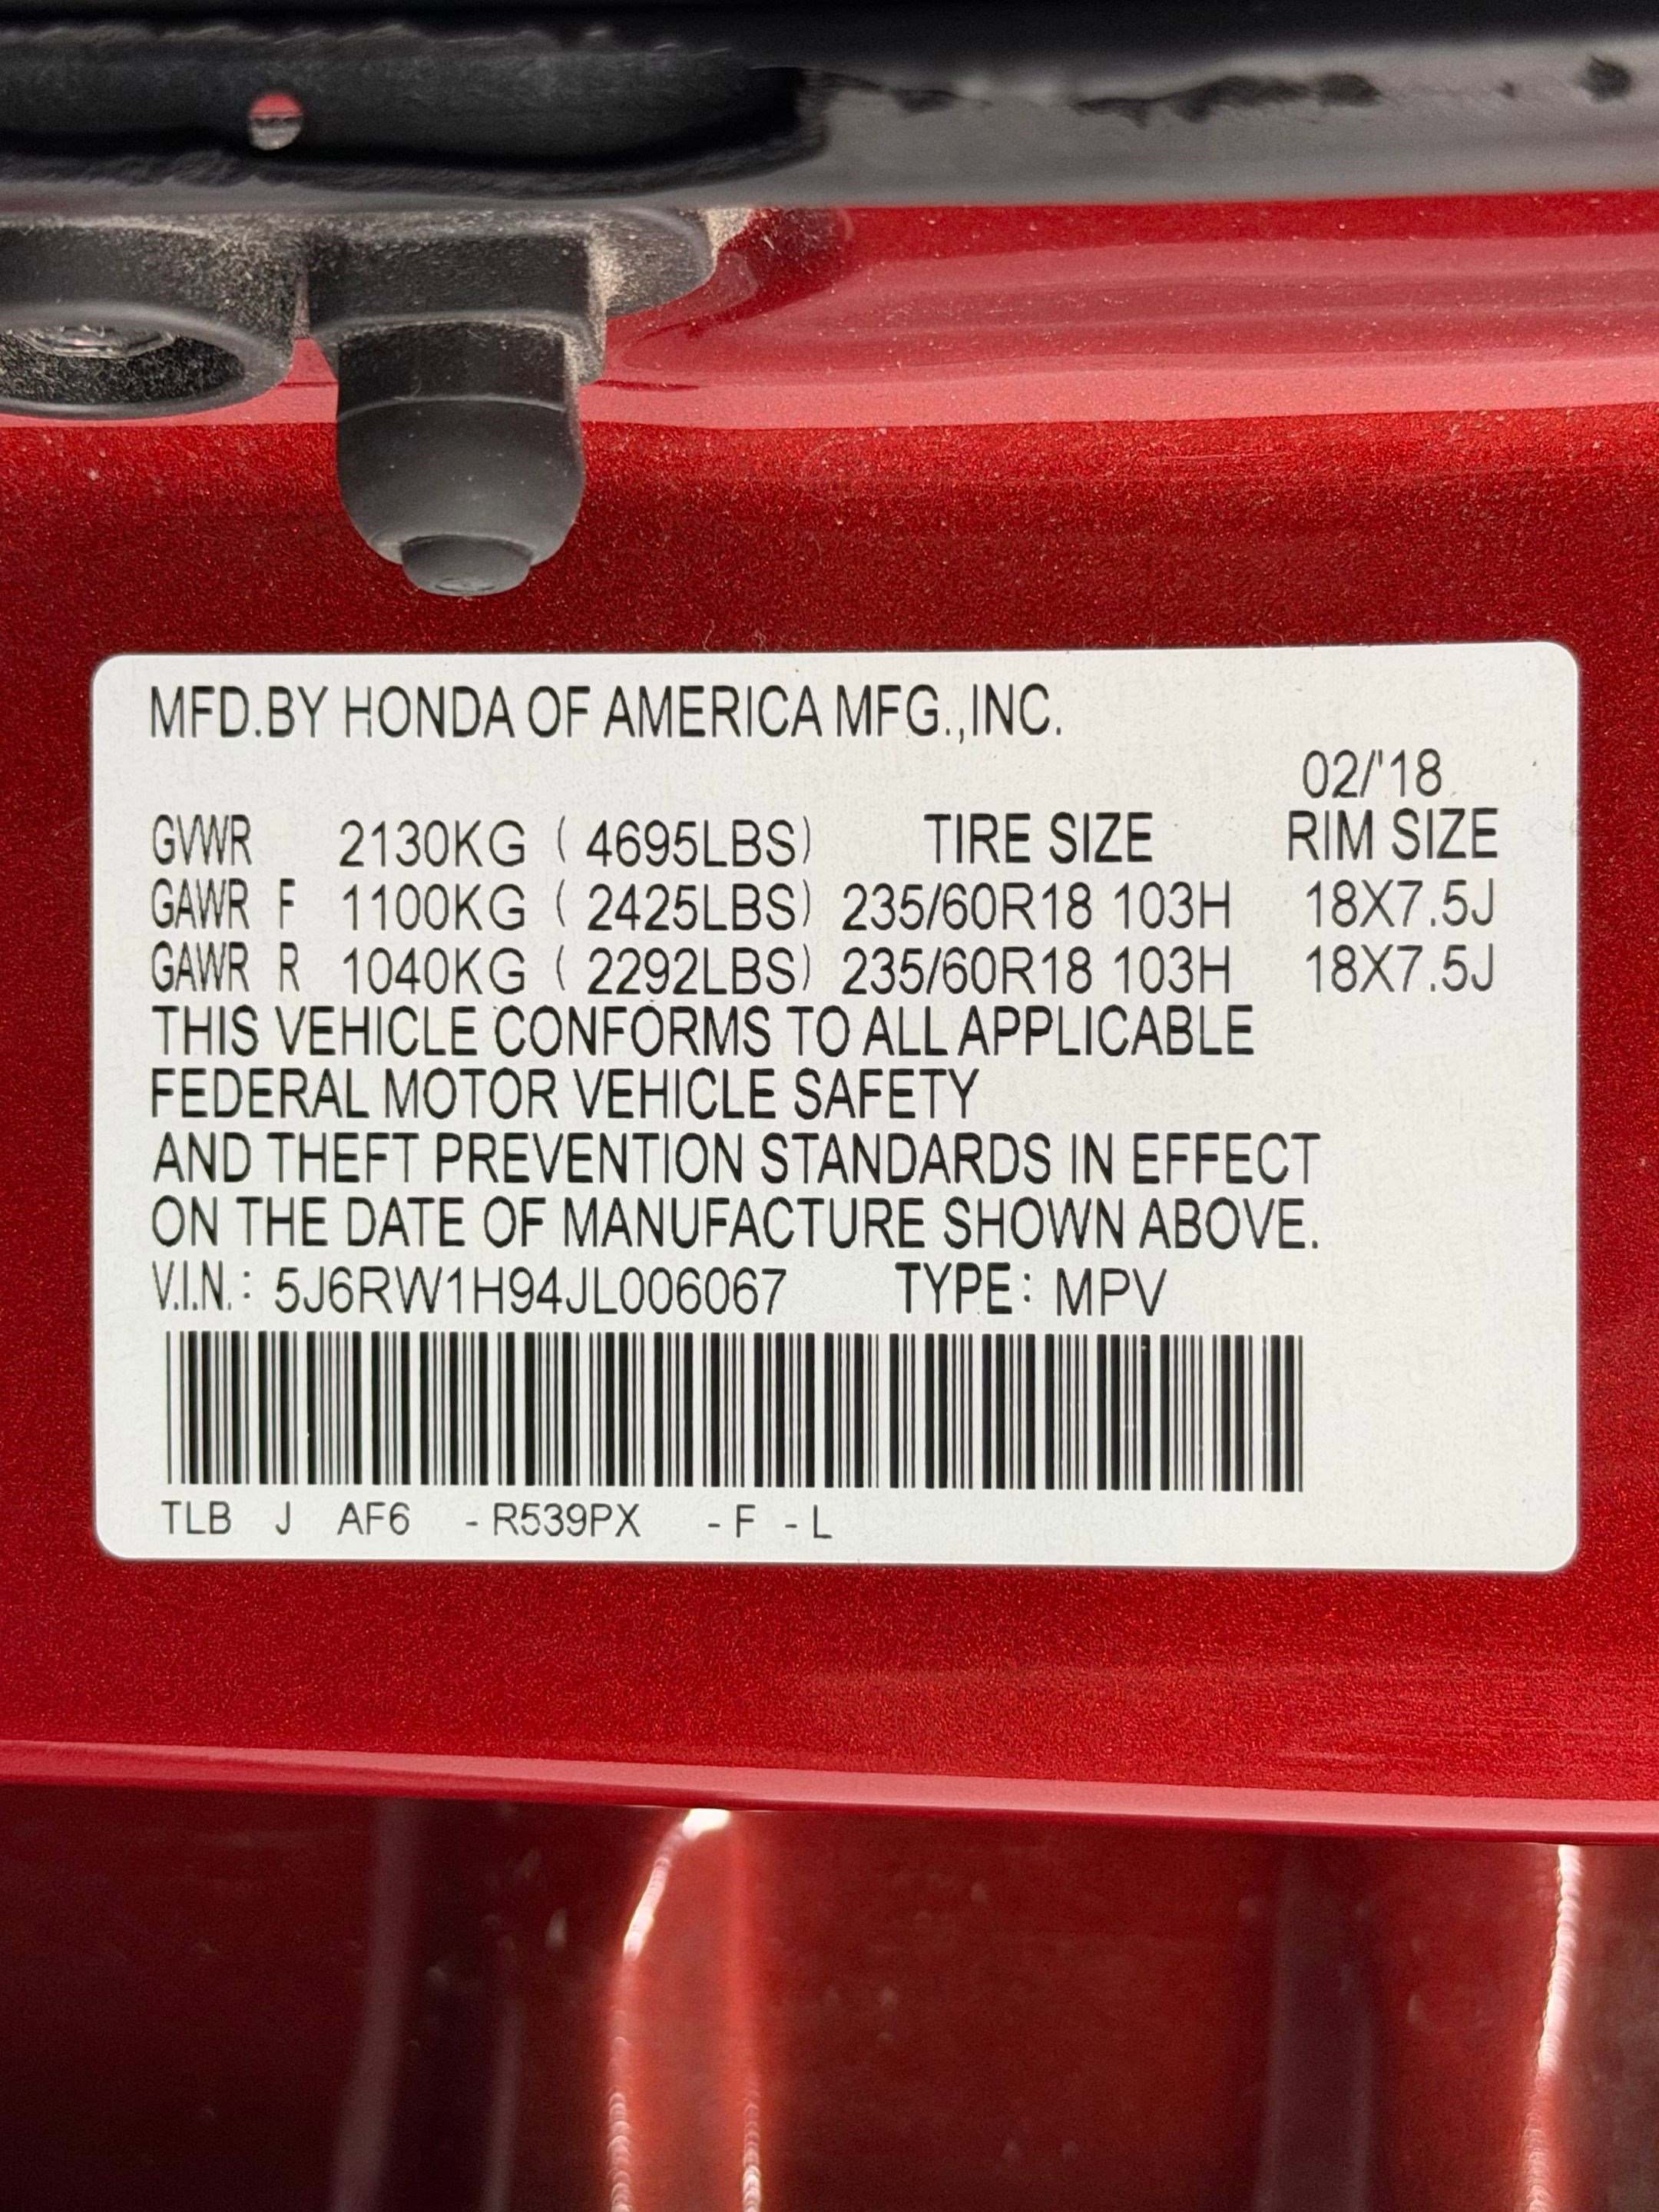 MFD.BY HONDA OF AMERICA MFG.,INC.
02/'18
GVWR 2130KG ( 4695LBS) TIRE SIZE RIM SIZE
GAWR F 1100KG ( 2425LBS) 235/60R18 103H 18X7.5J
GAWR R 1040KG ( 2292LBS) 235/60R18 103H 18X7.5J
THIS VEHICLE CONFORMS TO ALL APPLICABLE
FEDERAL MOTOR VEHICLE SAFETY
AND THEFT PREVENTION STANDARDS IN EFFECT
ON THE DATE OF MANUFACTURE SHOWN ABOVE.
V.I.N.: 5J6RW1H94JL006067 TYPE: MPV
TLB J AF6 - R539PX - F - L